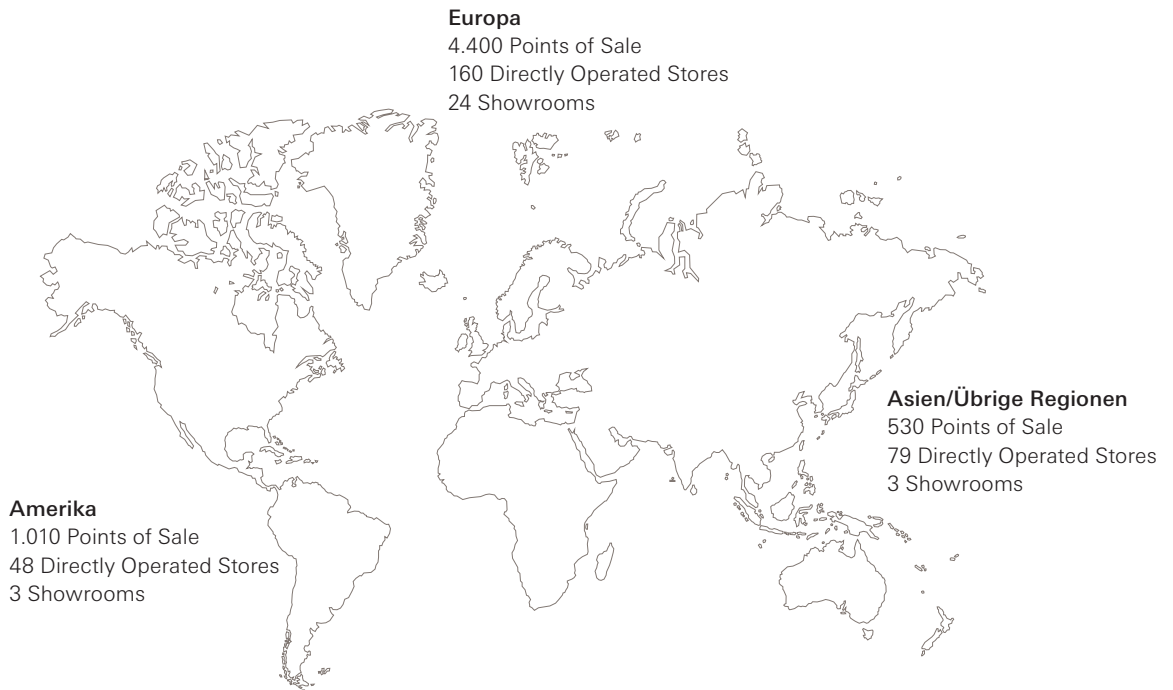 Europa
4.400 Points of Sale
160 Directly Operated Stores
24 Showrooms
Asien/Übrige Regionen
530 Points of Sale
79 Directly Operated Stores
3 Showrooms
Amerika
1.010 Points of Sale
48 Directly Operated Stores
3 Showrooms